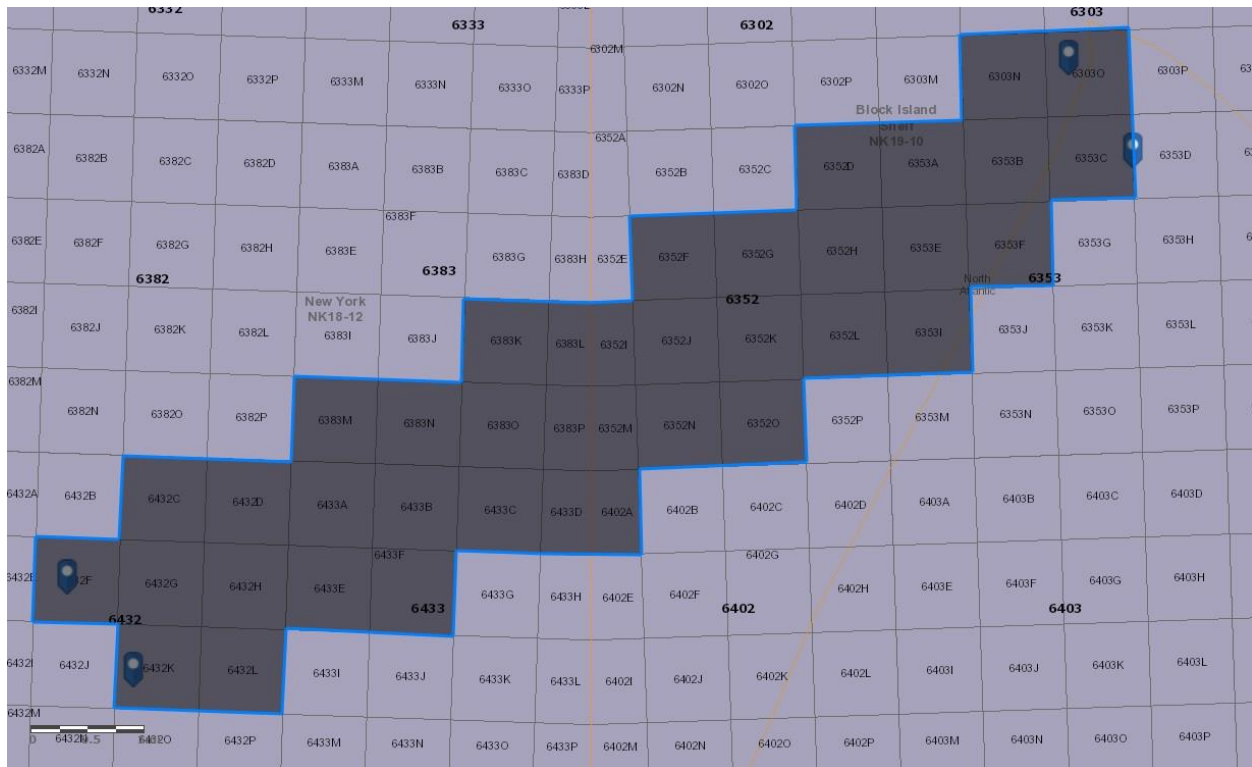 6332
6333
6302
6303
6302M
6332M 6332N 6332O 6332P 6333M 6333N 6333O 6333P 6302N 6302O 6302P 6303M 6303N 6303O 6303P
Block Island
Shelf
NK19-10
6352A
6382A 6382B 6382C 6382D 6383A 6383B 6383C 6383D 6352B 6352C 6352D 6353A 6353B 6353C 6353D
6383F
6382E 6382F 6382G 6382H 6383E 6383G 6383H 6352E 6352F 6352G 6352H 6353E 6353F 6353G 6353H
6382 6383 6352 6353
North
Atlantic
New York
NK18-12
6382I 6382J 6382K 6382L 6383I 6383J 6383K 6383L 6352I 6352J 6352K 6352L 6353I 6353J 6353K 6353L
6382M 6382N 6382O 6382P 6383M 6383N 6383O 6383P 6352M 6352N 6352O 6352P 6353M 6353N 6353O 6353P
6432A 6432B 6432C 6432D 6433A 6433B 6433C 6433D 6402A 6402B 6402C 6402D 6403A 6403B 6403C 6403D
6433F 6402G
6432G 6432H 6433E 6433G 6433H 6402E 6402F 6402H 6403E 6403F 6403G 6403H
6432 6433 6402 6403
6432J 6432K 6432L 6433I 6433J 6433K 6433L 6402I 6402J 6402K 6402L 6403I 6403J 6403K 6403L
6432M
0
6432P 6433M 6433N 6433O 6433P 6402M 6402N 6402O 6402P 6403M 6403N 6403O 6403P